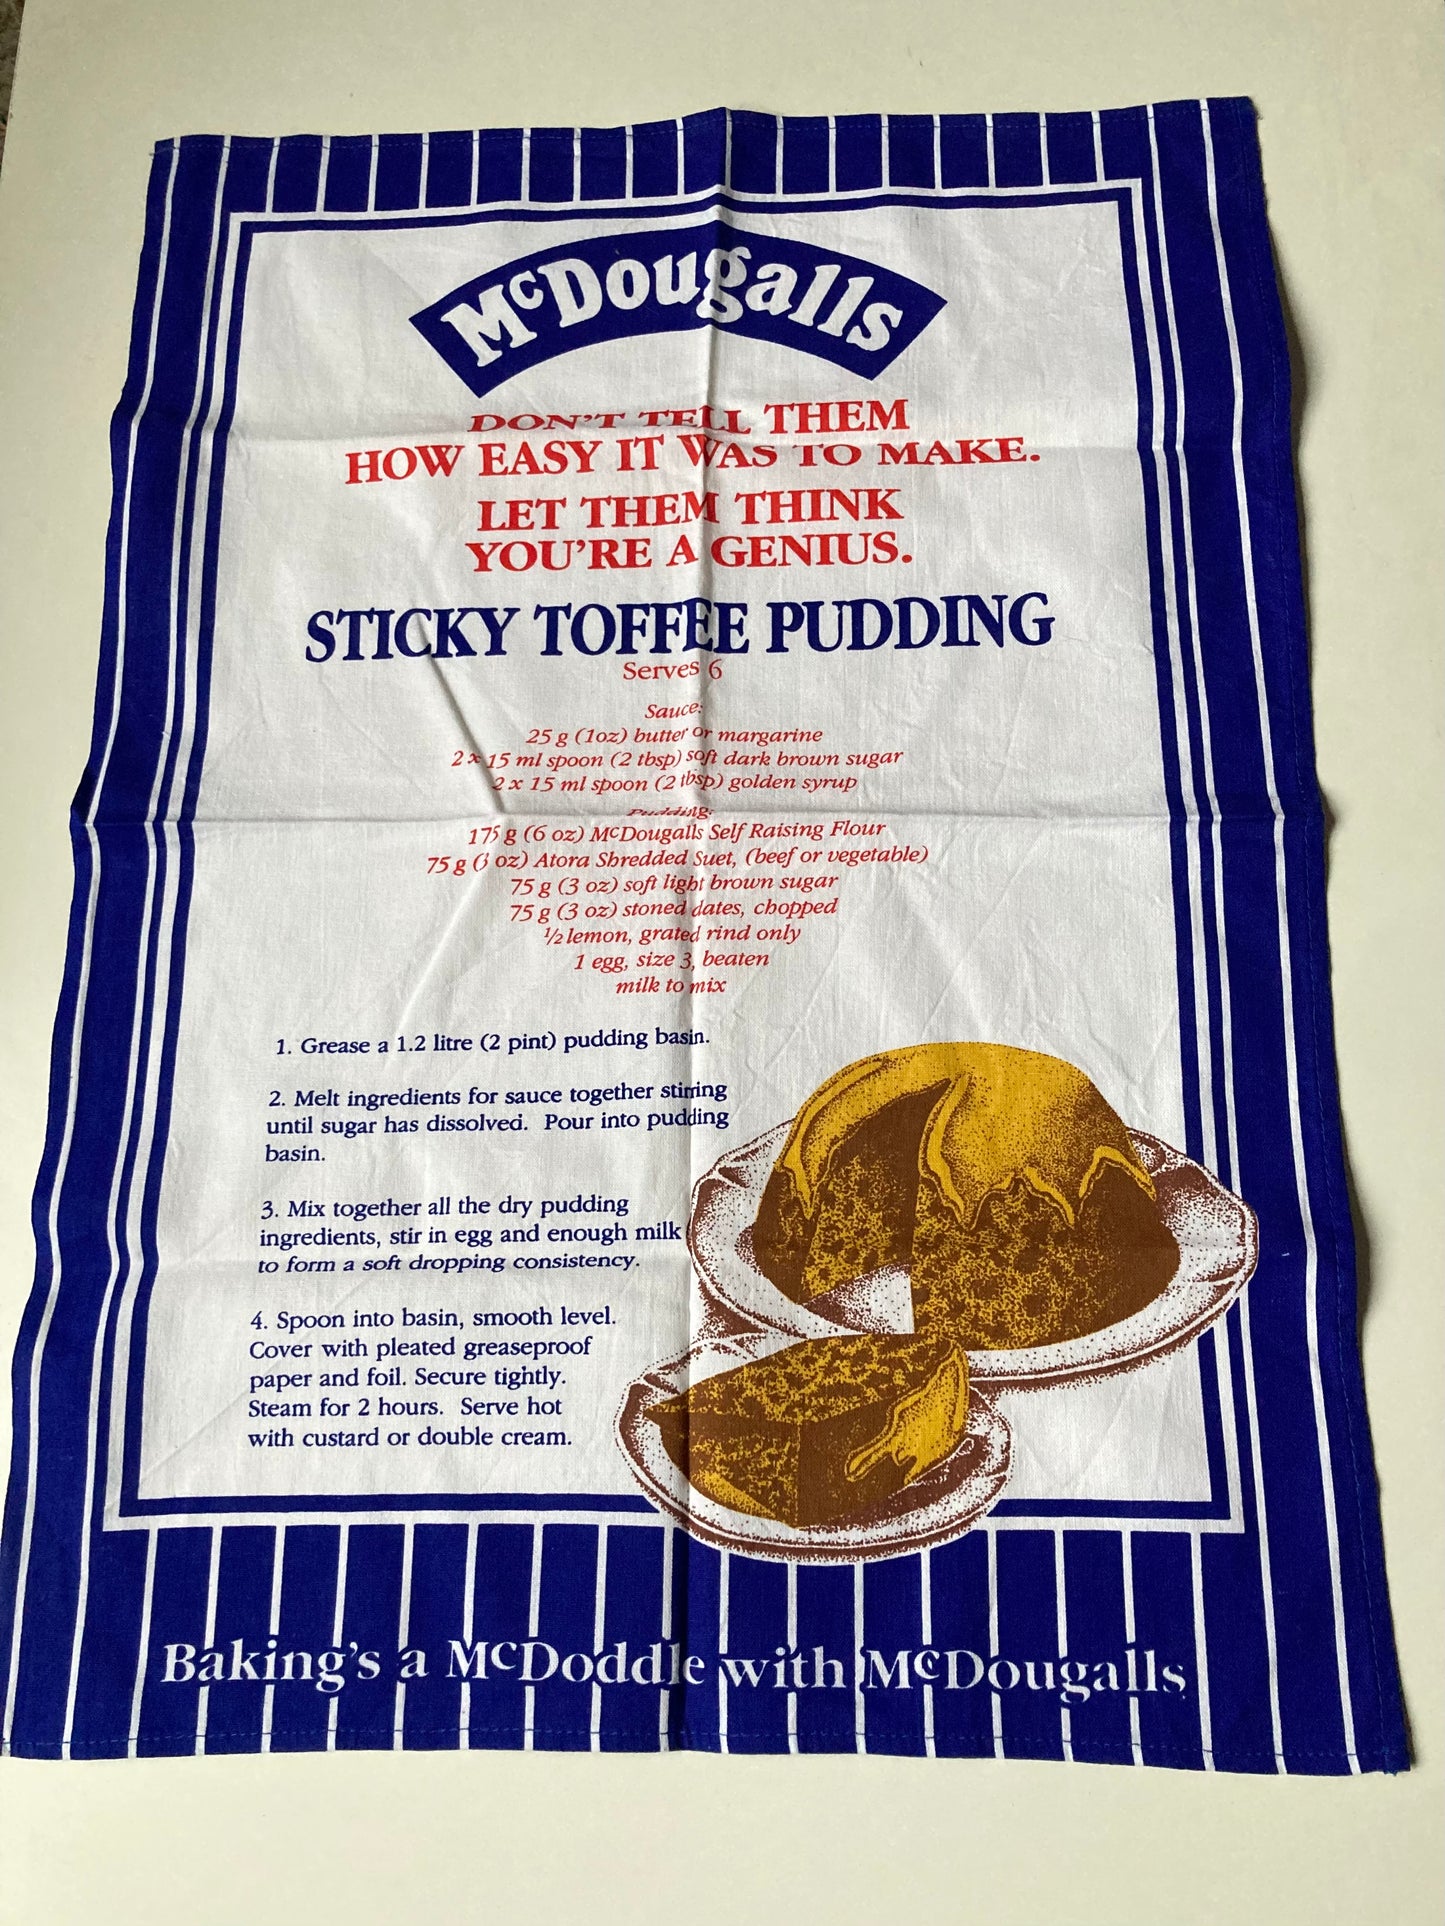 McDougalls
DON'T TELL THEM
HOW EASY IT WAS TO MAKE.
LET THEM THINK
YOU'RE A GENIUS.
STICKY TOFFEE PUDDING
Serves 6
Sauce:
25 g (1oz) butter or margarine
2 x 15 ml spoon (2 tbsp) soft dark brown sugar
2 x 15 ml spoon (2 tbsp) golden syrup
Pudding:
175 g (6 oz) McDougalls Self Raising Flour
75 g (3 oz) Atora Shredded Suet, (beef or vegetable)
75 g (3 oz) soft light brown sugar
75 g (3 oz) stoned dates, chopped
½ lemon, grated rind only
1 egg, size 3, beaten
milk to mix
1. Grease a 1.2 litre (2 pint) pudding basin.
2. Melt ingredients for sauce together stirring
until sugar has dissolved. Pour into pudding
basin.
3. Mix together all the dry pudding
ingredients, stir in egg and enough milk
to form a soft dropping consistency.
4. Spoon into basin, smooth level.
Cover with pleated greaseproof
paper and foil. Secure tightly.
Steam for 2 hours. Serve hot
with custard or double cream.
Baking's a McDoddle with McDougalls